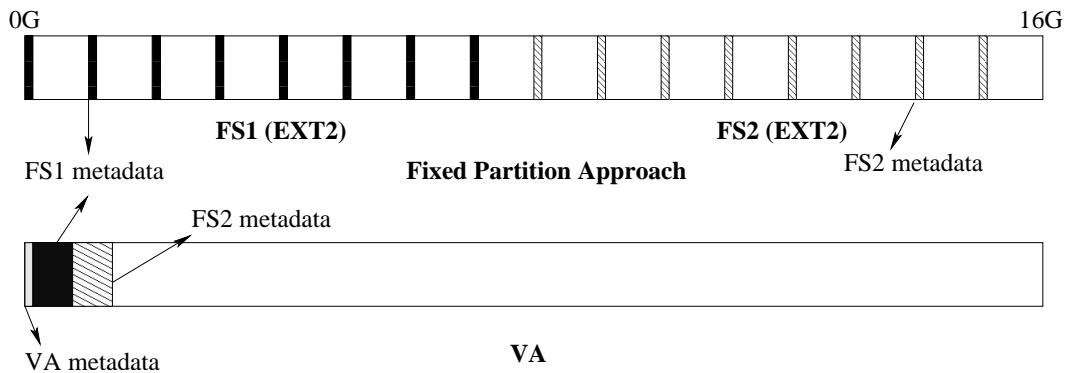 0G 16G
FS1 (EXT2) FS2 (EXT2)
FS1 metadata Fixed Partition Approach FS2 metadata
FS2 metadata
VA metadata VA